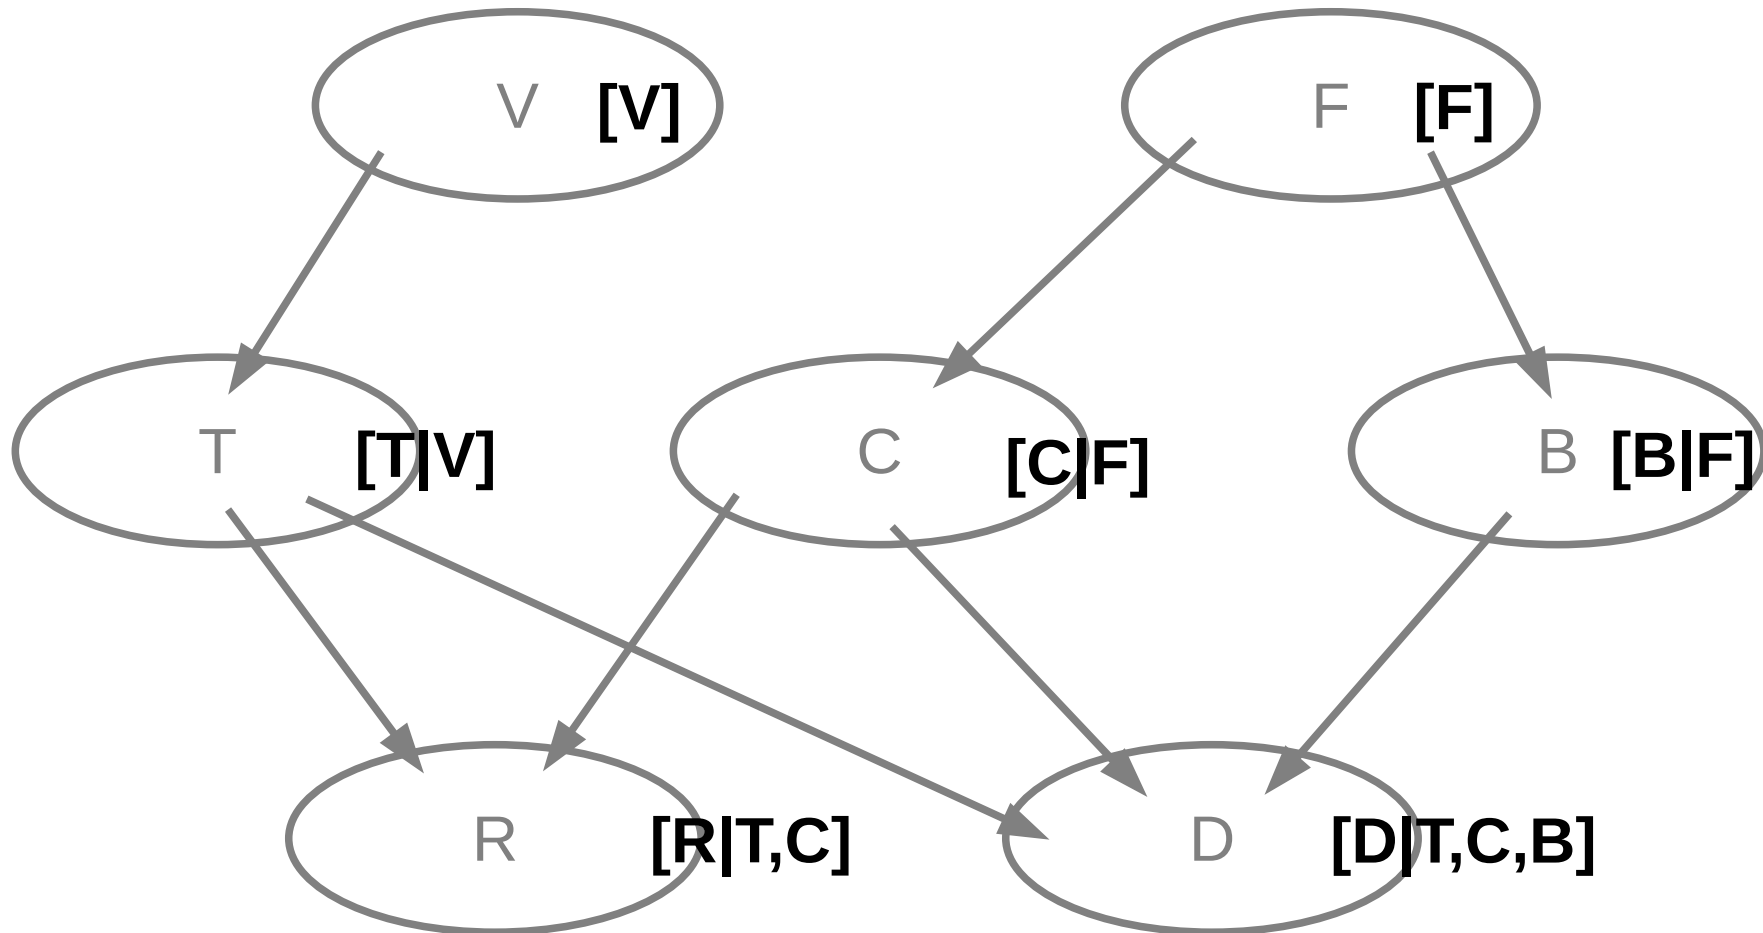 V [V]
F [F]
T [T|V]
C [C|F]
B [B|F]
R [R|T,C]
D [D|T,C,B]